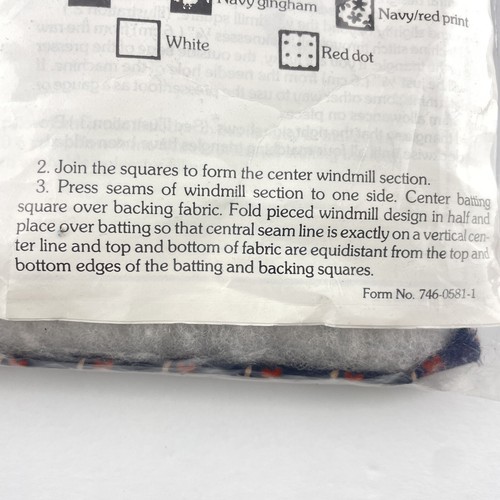 Navy gingham
Navy/red print
White
Red dot
2. Join the squares to form the center windmill section.
3. Press seams of windmill section to one side. Center batting
square over backing fabric. Fold pieced windmill design in half and
place over batting so that central seam line is exactly on a vertical cen-
ter line and top and bottom of fabric are equidistant from the top and
bottom edges of the batting and backing squares.
Form No. 746-0581-1